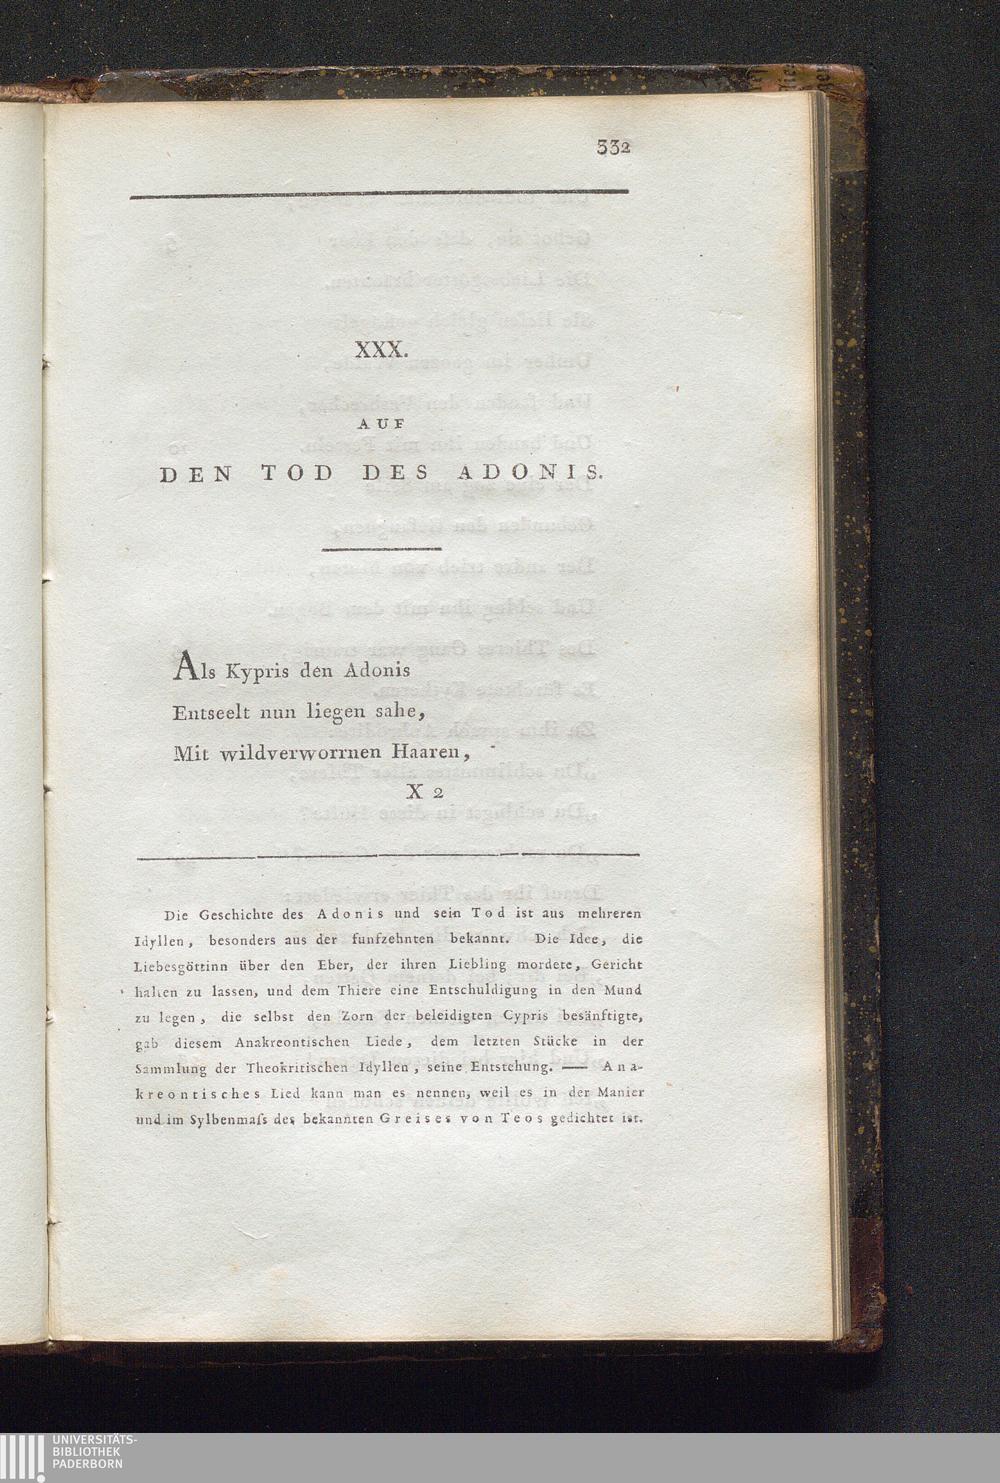 332
XXX.
AUF
DEN TOD DES ADONIS.
Als Kypris den Adonis
Entseelt nun liegen sahe,
Mit wildverworrnen Haaren,
X 2
Die Geschichte des Adonis und sein Tod ist aus mehreren
Idyllen, besonders aus der funfzehnten bekannt. Die Idee, die
Liebesgöttinn über den Eber, der ihren Liebling mordete, Gericht
halten zu lassen, und dem Thiere eine Entschuldigung in den Mund
zu legen, die selbst den Zorn der beleidigten Cypris besänftigte,
gab diesem Anakreontischen Liede, dem letzten Stücke in der
Sammlung der Theokritischen Idyllen, seine Entstehung. — Ana-
kreontisches Lied kann man es nennen, weil es in der Manier
und im Sylbenmaſs des bekannten Greises von Teos gedichtet ist.
UNIVERSITÄTS-
BIBLIOTHEK
PADERBORN